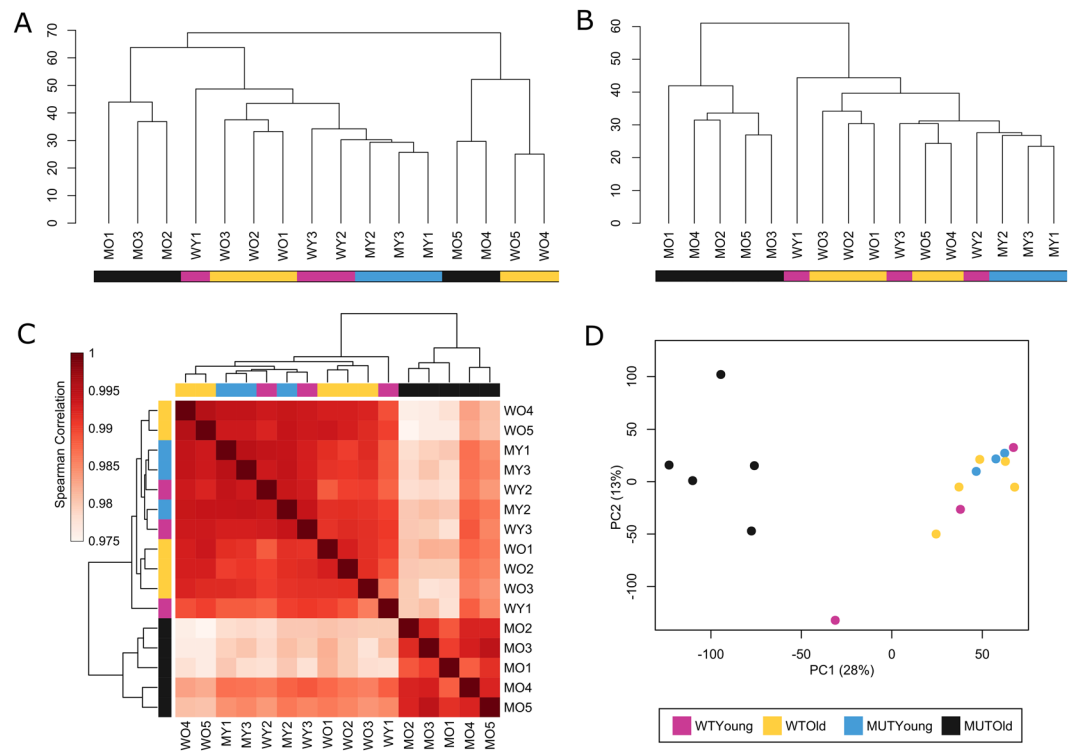 A
70
60
50
40
30
20
10
0
MO1 MO3 MO2 WY1 WO3 WO2 WO1 WY3 WY2 MY2 MY3 MY1 MO5 MO4 WO5 WO4
B
60
50
40
30
20
10
0
MO1 MO4 MO2 MO5 MO3 WY1 WO3 WO2 WO1 WY3 WO5 WO4 WY2 MY2 MY3 MY1
C
Spearman Correlation
1
0.995
0.99
0.985
0.98
0.975
WO4
WO5
MY1
MY3
WY2
MY2
WY3
WO1
WO2
WO3
WY1
MO2
MO3
MO1
MO4
MO5
WO4 WO5 MY1 MY3 WY2 MY2 WY3 WO1 WO2 WO3 WY1 MO2 MO3 MO1 MO4 MO5
D
PC2 (13%)
100
50
0
-50
-100
-100 -50 0 50
PC1 (28%)
WTYoung WTOld MUTYoung MUTOld